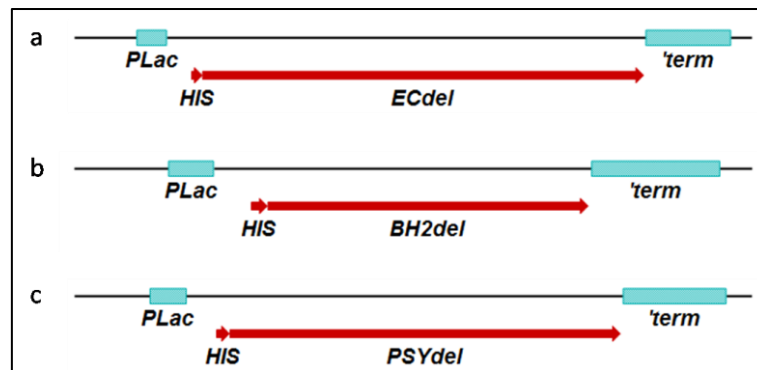 a
PLac 'term
HIS ECdel
b
PLac 'term
HIS BH2del
c
PLac 'term
HIS PSYdel